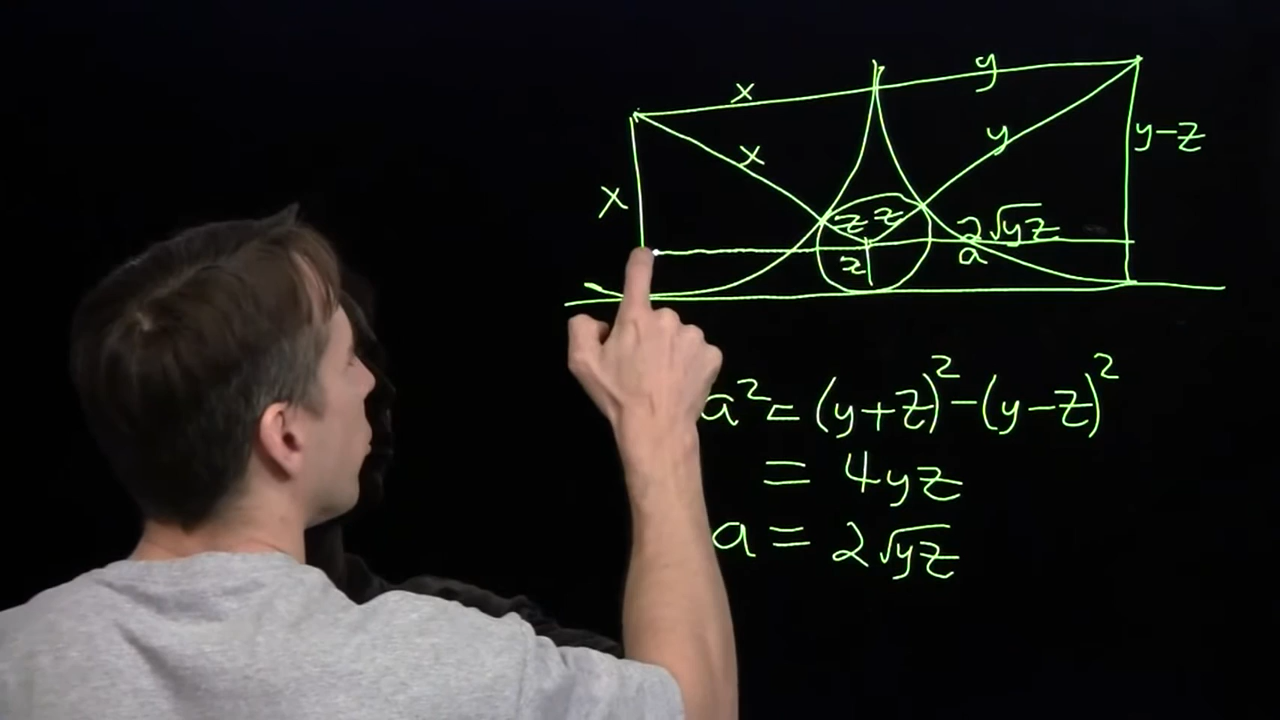 x y
x y y-z
x z z 2√yz
z a
a² = (y+z)² - (y-z)²
= 4yz
a = 2√yz